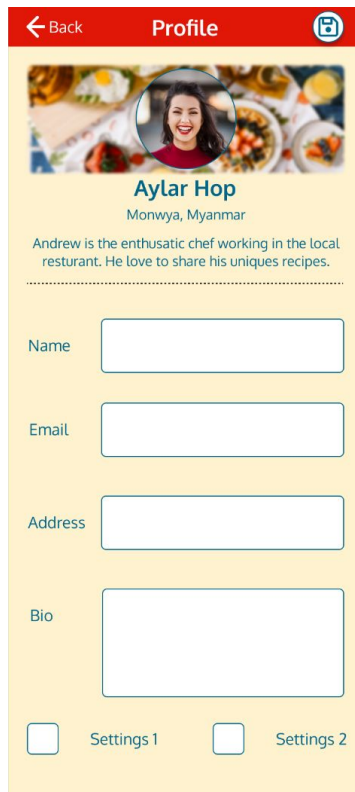 Back
Profile
Aylar Hop
Monwya, Myanmar
Andrew is the enthusatic chef working in the local
resturant. He love to share his uniques recipes.
Name
Email
Address
Bio
Settings 1
Settings 2